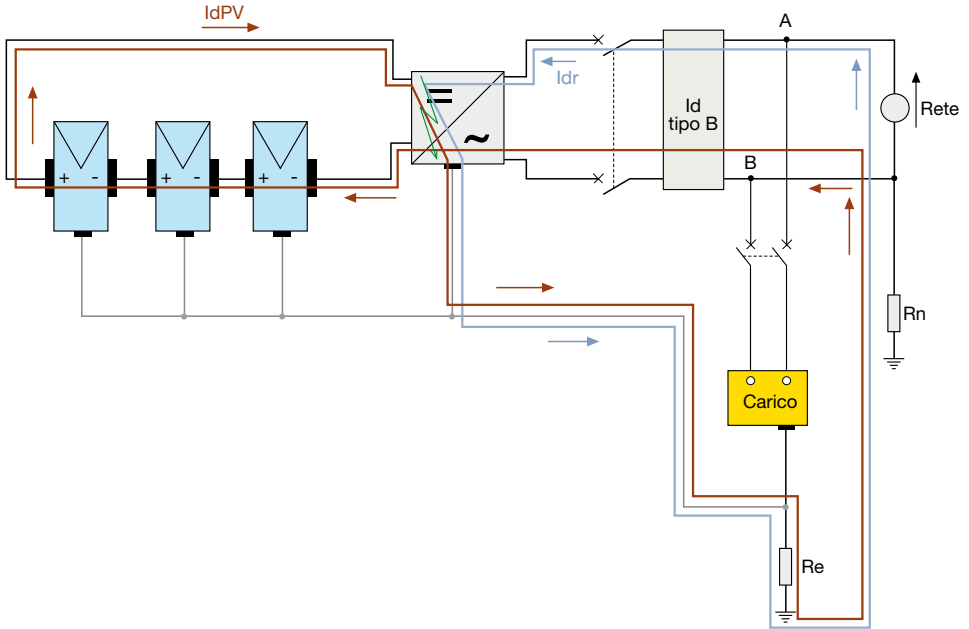 IdPV
A
Idr
Id
tipo B
Rete
=
~
B
+ - + - + -
Rn
Carico
Re